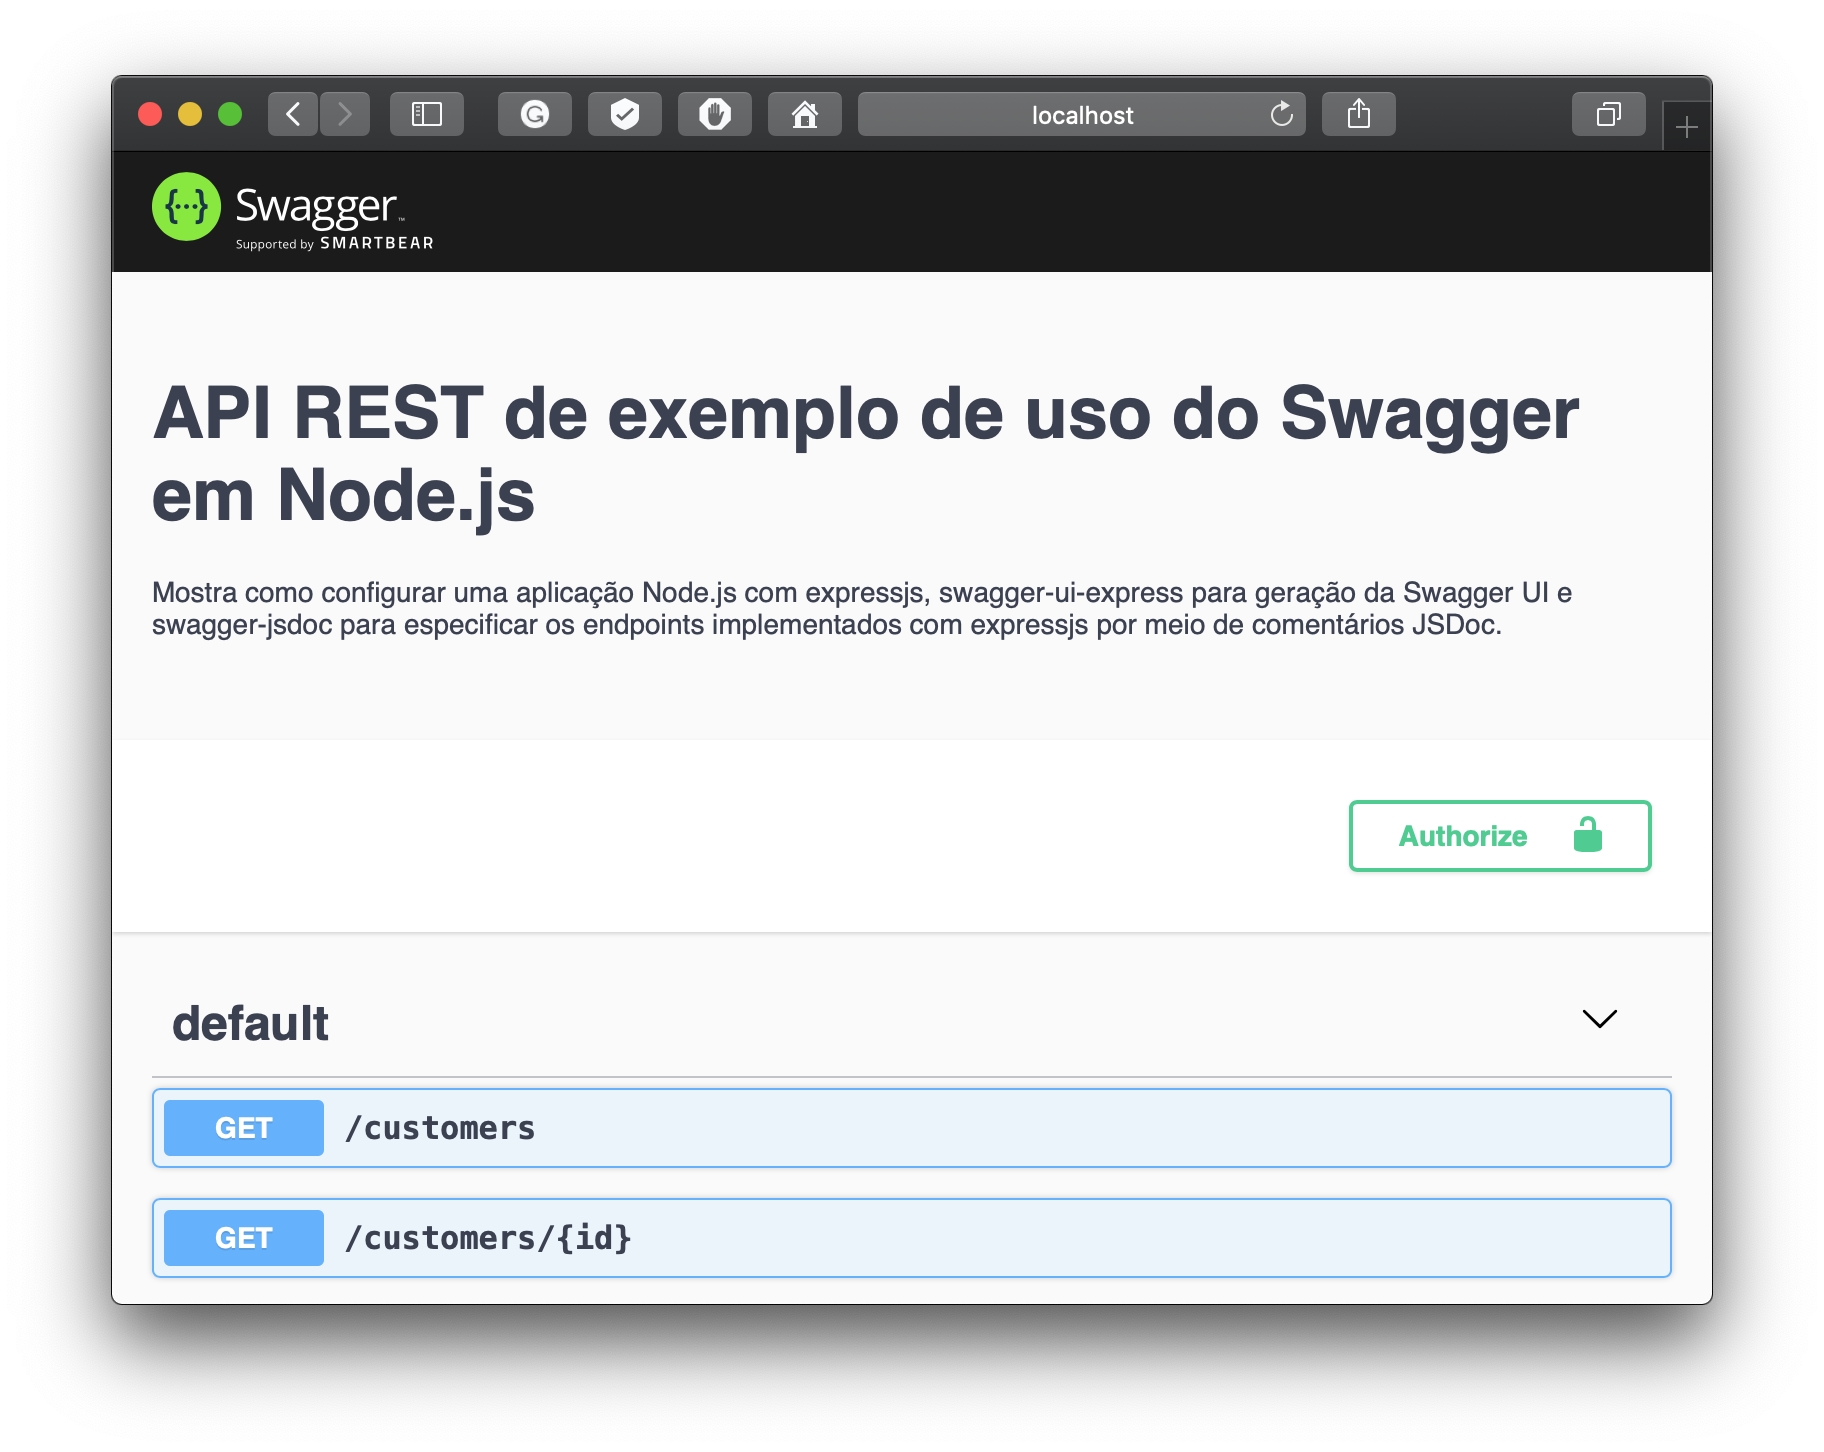 localhost
{···} Swagger™
Supported by SMARTBEAR
API REST de exemplo de uso do Swagger
em Node.js
Mostra como configurar uma aplicação Node.js com expressjs, swagger-ui-express para geração da Swagger UI e
swagger-jsdoc para especificar os endpoints implementados com expressjs por meio de comentários JSDoc.
Authorize
default
GET /customers
GET /customers/{id}